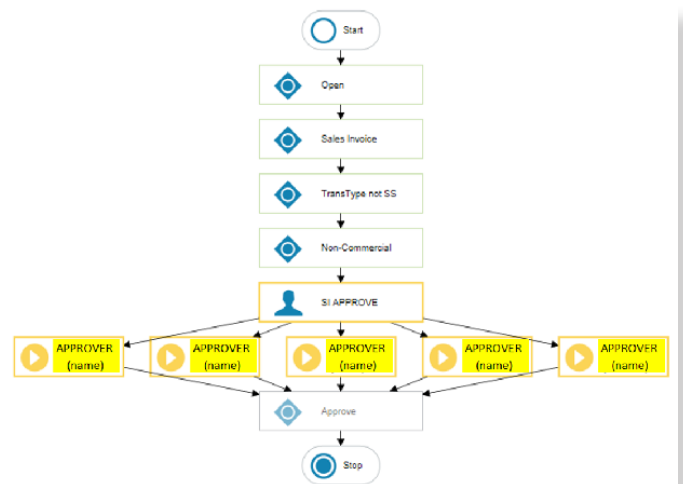 Start
Open
Sales Invoice
TransType not SS
Non-Commercial
SI APPROVE
APPROVER
(name)
APPROVER
(name)
APPROVER
(name)
APPROVER
(name)
APPROVER
(name)
Approve
Stop